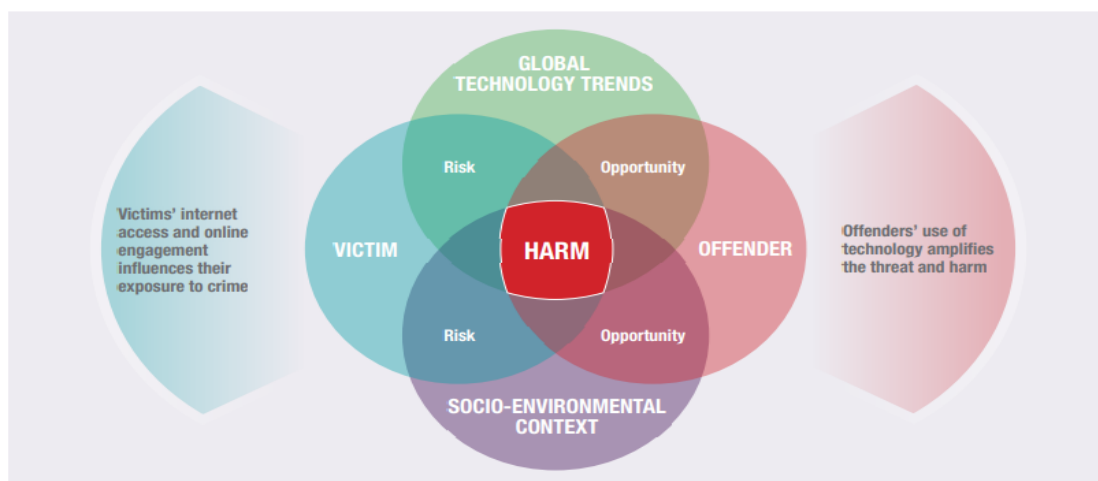 GLOBAL
TECHNOLOGY TRENDS
Risk
Opportunity
Victims' internet
access and online
engagement
influences their
exposure to crime
VICTIM
HARM
OFFENDER
Offenders' use of
technology amplifies
the threat and harm
Risk
Opportunity
SOCIO-ENVIRONMENTAL
CONTEXT